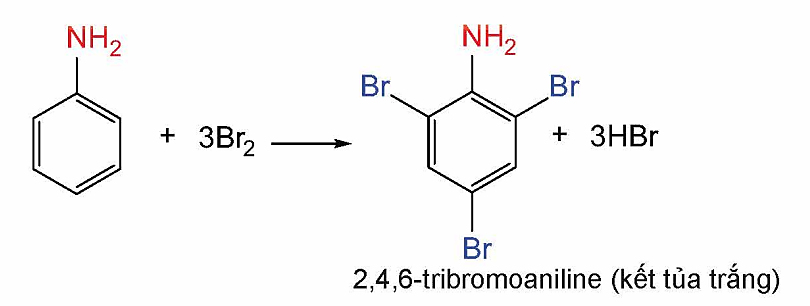 NH₂ NH₂
Br Br
+ 3Br₂ + 3HBr
Br
2,4,6-tribromoaniline (kết tủa trắng)